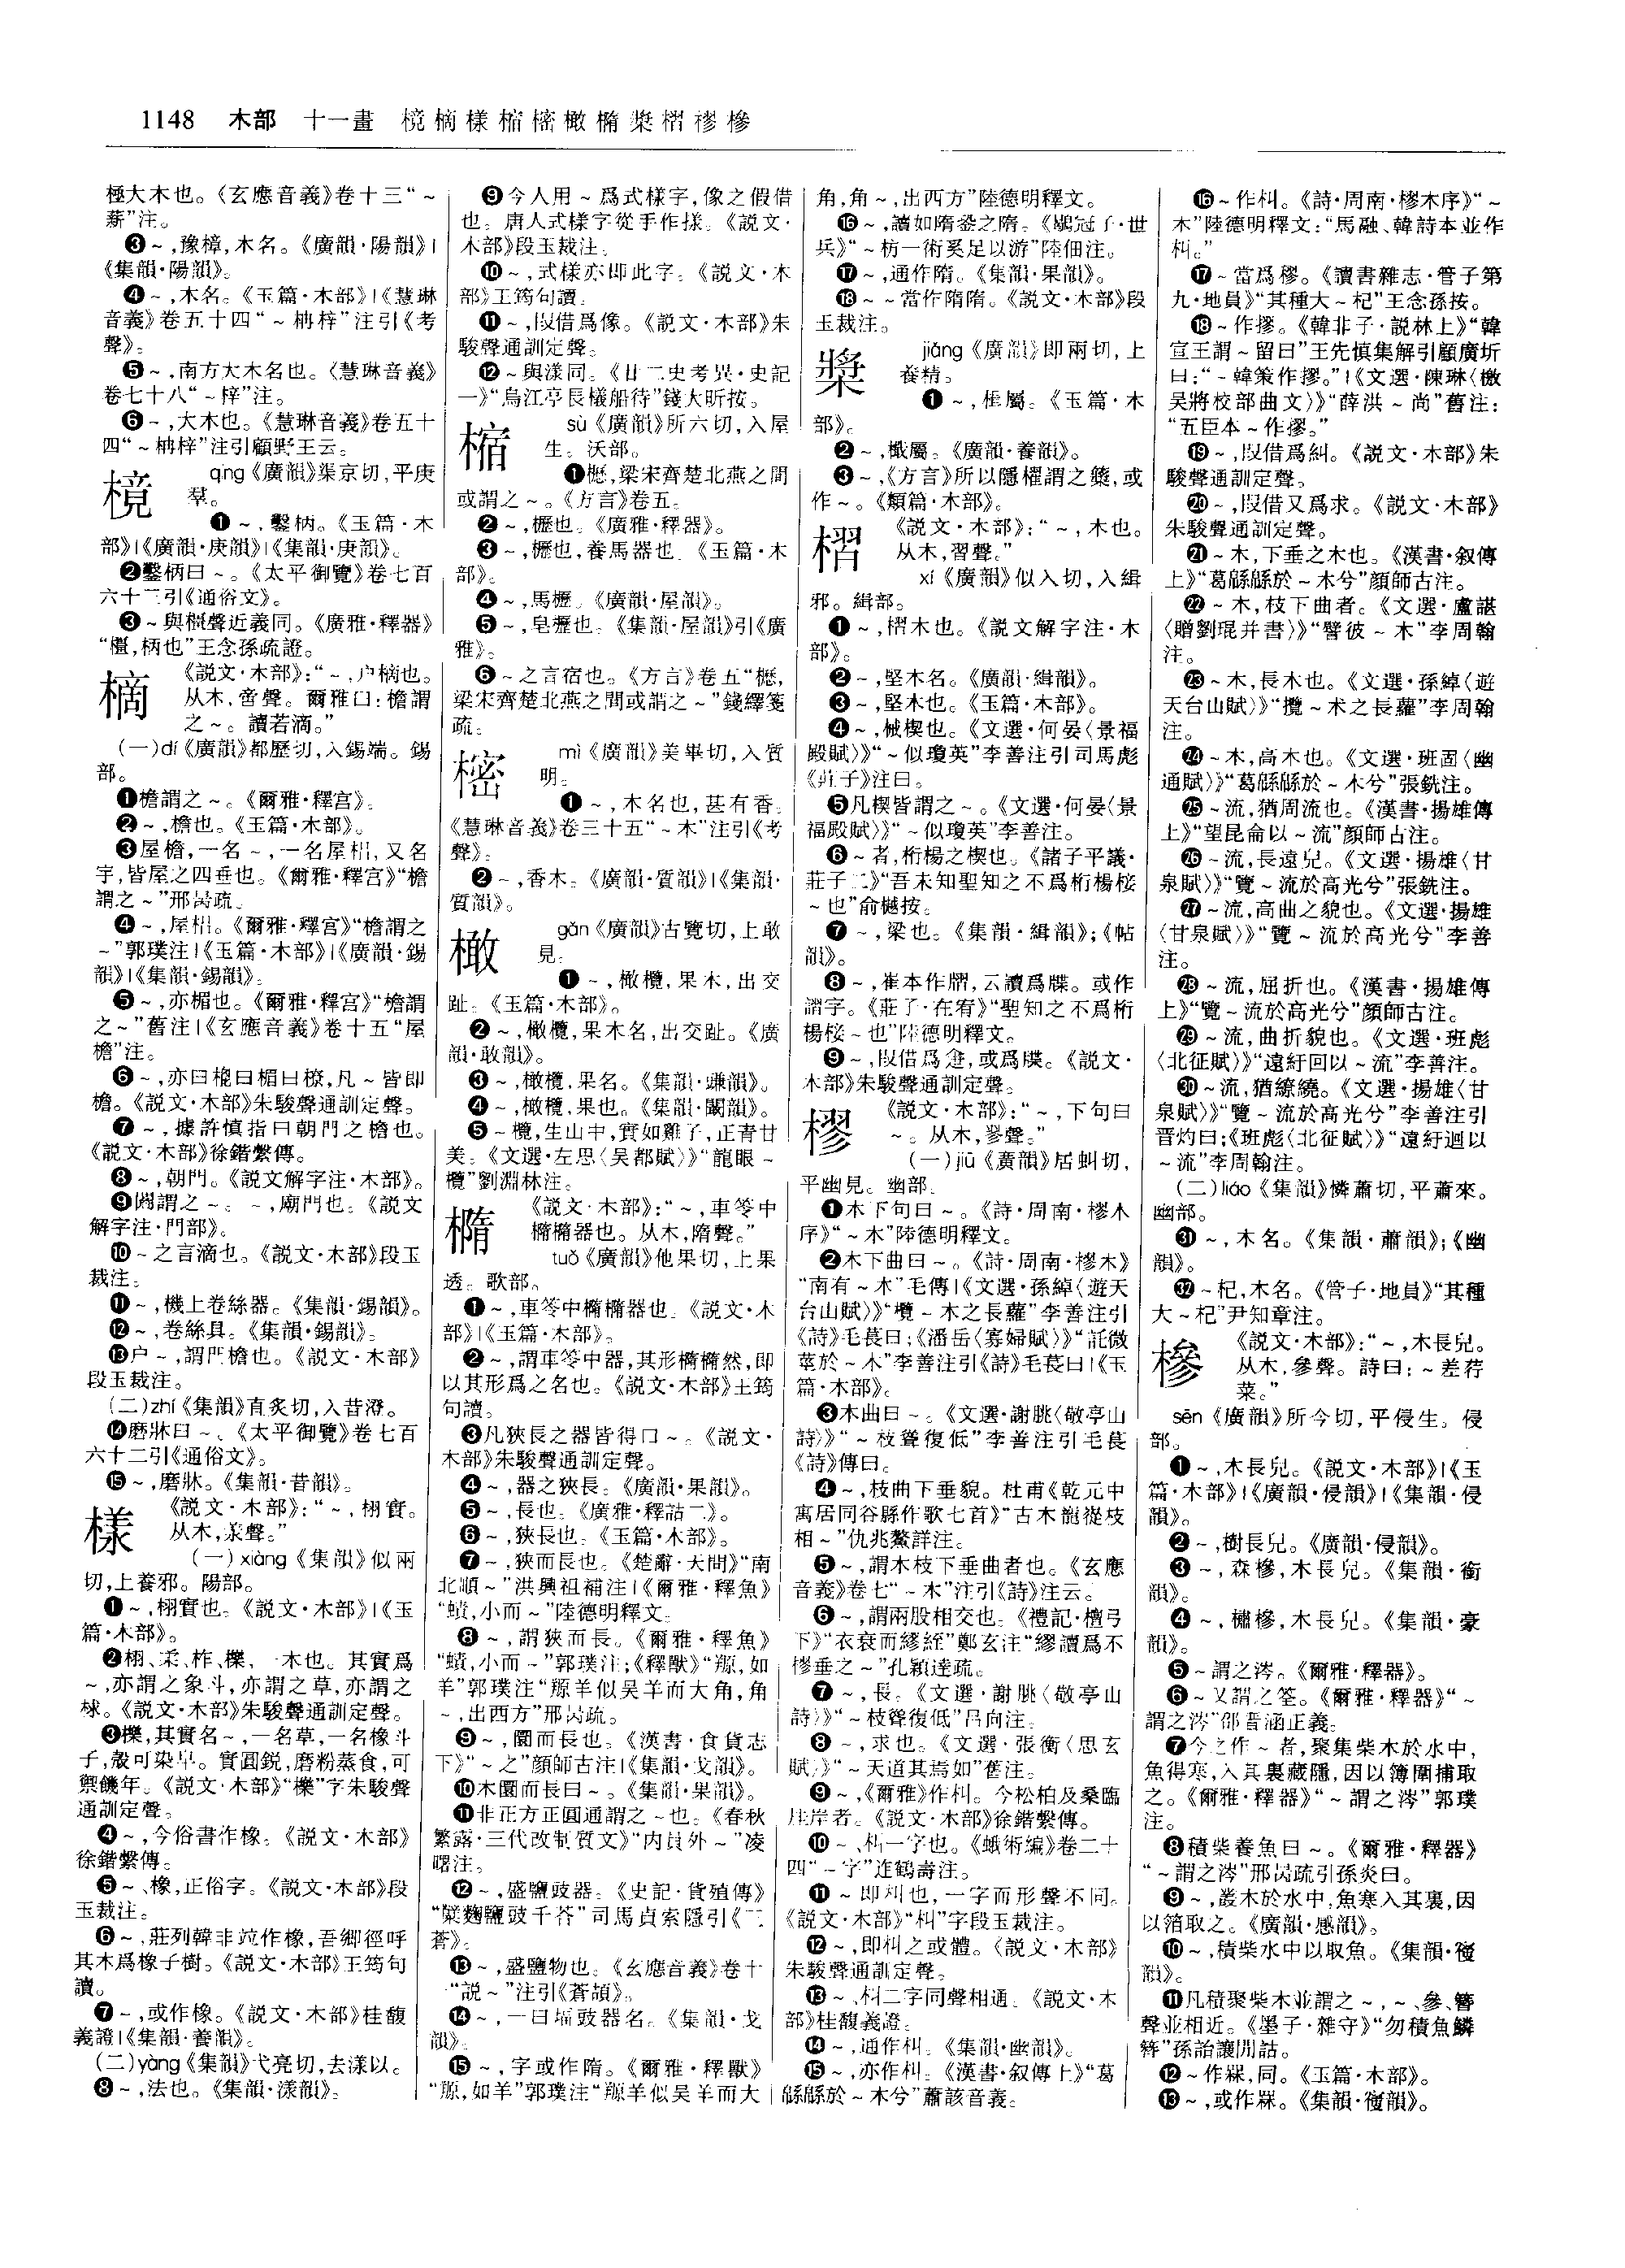 1148 木部 十一畫 樈樀樣樎樒橄橢槳槢樛槮
極大木也。《玄應音義》卷十三“~
薪”注。
❸~,豫樟,木名。《廣韻·陽韻》|
《集韻·陽韻》。
❹~,木名。《玉篇·木部》|《慧琳
音義》卷五十四“~柟梓”注引《考
聲》。
❺~,南方大木名也。《慧琳音義》
卷七十八“~梓”注。
❻~,大木也。《慧琳音義》卷五十
四“~柟梓”注引顧野王云。
樈
qíng《廣韻》渠京切,平庚
羣。
❶~,鑿柄。《玉篇·木
部》|《廣韻·庚韻》|《集韻·庚韻》。
❷鑿柄曰~。《太平御覽》卷七百
六十三引《通俗文》。
❸~與樧聲近義同。《廣雅·釋器》
“橿,柄也”王念孫疏證。
樀
《説文·木部》:“~,户樀也。
从木,啻聲。爾雅曰:檐謂
之~。讀若滴。”
(一)dí《廣韻》都歷切,入錫端。錫
部。
❶檐謂之~。《爾雅·釋宫》。
❷~,檐也。《玉篇·木部》。
❸屋檐,一名~,一名屋梠,又名
宇,皆屋之四垂也。《爾雅·釋宫》“檐
謂之~”邢昺疏。
❹~,屋梠。《爾雅·釋宫》“檐謂之
~”郭璞注|《玉篇·木部》|《廣韻·錫
韻》|《集韻·錫韻》。
❺~,亦楣也。《爾雅·釋宫》“檐謂
之~”舊注|《玄應音義》卷十五“屋
檐”注。
❻~,亦曰槐曰楣曰橑,凡~皆即
檐。《説文·木部》朱駿聲通訓定聲。
❼~,據許慎指曰朝門之檐也。
《説文·木部》徐鍇繫傳。
❽~,朝門。《説文解字注·木部》。
❾閍謂之~。~,廟門也。《説文
解字注·門部》。
❿~之言滴也。《説文·木部》段玉
裁注。
⓫~,機上卷絲器。《集韻·錫韻》。
⓬~,卷絲具。《集韻·錫韻》。
⓭户~,謂門檐也。《説文·木部》
段玉裁注。
(二)zhí《集韻》直炙切,入昔澄。
⓮磨牀曰~。《太平御覽》卷七百
六十二引《通俗文》。
⓯~,磨牀。《集韻·昔韻》。
樣
《説文·木部》:“~,栩實。
从木,羕聲。”
(一)xiàng《集韻》似兩
切,上養邪。陽部。
❶~,栩實也。《説文·木部》|《玉
篇·木部》。
❷栩、柔、柞、櫟,一木也。其實爲
~,亦謂之象斗,亦謂之草,亦謂之
梂。《説文·木部》朱駿聲通訓定聲。
❸櫟,其實名~,一名草,一名橡斗
子,殼可染皁。實圓鋭,磨粉蒸食,可
禦饑年。《説文·木部》“櫟”字朱駿聲
通訓定聲。
❹~,今俗書作橡。《説文·木部》
徐鍇繫傳。
❺~、橡,正俗字。《説文·木部》段
玉裁注。
❻~,莊列韓非竝作橡,吾鄉徑呼
其木爲橡子樹。《説文·木部》王筠句
讀。
❼~,或作橡。《説文·木部》桂馥
義證|《集韻·養韻》。
(二)yàng《集韻》弋亮切,去漾以。
❽~,法也。《集韻·漾韻》。
❾今人用~爲式樣字,像之假借
也。唐人式樣字從手作㨾。《説文·
木部》段玉裁注。
❿~,式樣亦即此字。《説文·木
部》王筠句讀。
⓫~,叚借爲像。《説文·木部》朱
駿聲通訓定聲。
⓬~與漾同。《廿二史考異·史記
一》“烏江亭長檥船待”錢大昕按。
樎
sù《廣韻》所六切,入屋
生。沃部。
❶櫪,梁宋齊楚北燕之間
或謂之~。《方言》卷五。
❷~,櫪也。《廣雅·釋器》。
❸~,櫪也,養馬器也。《玉篇·木
部》。
❹~,馬櫪。《廣韻·屋韻》。
❺~,皂櫪也。《集韻·屋韻》引《廣
雅》。
❻~之言宿也。《方言》卷五“櫪,
梁宋齊楚北燕之間或謂之~”錢繹箋
疏。
樒
mì《廣韻》美畢切,入質
明。
❶~,木名也,甚有香。
《慧琳音義》卷三十五“~木”注引《考
聲》。
❷~,香木。《廣韻·質韻》|《集韻·
質韻》。
橄
gǎn《廣韻》古覽切,上敢
見。
❶~,橄欖,果木,出交
趾。《玉篇·木部》。
❷~,橄欖,果木名,出交趾。《廣
韻·敢韻》。
❸~,橄欖,果名。《集韻·賺韻》。
❹~,橄欖,果也。《集韻·闞韻》。
❺~欖,生山中,實如雞子,正青甘
美。《文選·左思〈吴都賦〉》“龍眼~
欖”劉淵林注。
橢
《説文·木部》:“~,車笭中
橢橢器也。从木,隋聲。”
tuǒ《廣韻》他果切,上果
透。歌部。
❶~,車笭中橢橢器也。《説文·木
部》|《玉篇·木部》。
❷~,謂車笭中器,其形橢橢然,即
以其形爲之名也。《説文·木部》王筠
句讀。
❸凡狹長之器皆得曰~。《説文·
木部》朱駿聲通訓定聲。
❹~,器之狹長。《廣韻·果韻》。
❺~,長也。《廣雅·釋詁二》。
❻~,狹長也。《玉篇·木部》。
❼~,狹而長也。《楚辭·天問》“南
北順~”洪興祖補注|《爾雅·釋魚》
“蟦,小而~”陸德明釋文。
❽~,謂狹而長。《爾雅·釋魚》
“蟦,小而~”郭璞注;《釋獸》“羱,如
羊”郭璞注“羱羊似吴羊而大角,角
~,出西方”邢昺疏。
❾~,圜而長也。《漢書·食貨志
下》“~之”顔師古注|《集韻·戈韻》。
❿木圜而長曰~。《集韻·果韻》。
⓫非正方正圓通謂之~也。《春秋
繁露·三代改制質文》“内員外~”凌
曙注。
⓬~,盛鹽豉器。《史記·貨殖傳》
“櫱麴鹽豉千荅”司馬貞索隱引《三
蒼》。
⓭~,盛鹽物也。《玄應音義》卷十
“説~”注引《蒼頡》。
⓮~,一曰塙豉器名。《集韻·戈
韻》。
⓯~,字或作隋。《爾雅·釋獸》
“羱,如羊”郭璞注“羱羊似吴羊而大
角,角~,出西方”陸德明釋文。
⓰~,讀如隋銎之隋。《鶡冠子·世
兵》“~枋一術奚足以游”陸佃注。
⓱~,通作隋。《集韻·果韻》。
⓲~~當作隋隋。《説文·木部》段
玉裁注。
槳
jiǎng《廣韻》即兩切,上
養精。
❶~,楫屬。《玉篇·木
部》。
❷~,檝屬。《廣韻·養韻》。
❸~,《方言》所以隱櫂謂之䉃,或
作~。《類篇·木部》。
槢
《説文·木部》:“~,木也。
从木,習聲。”
xí《廣韻》似入切,入緝
邪。緝部。
❶~,槢木也。《説文解字注·木
部》。
❷~,堅木名。《廣韻·緝韻》。
❸~,堅木也。《玉篇·木部》。
❹~,械楔也。《文選·何晏〈景福
殿賦〉》“~似瓊英”李善注引司馬彪
《莊子》注曰。
❺凡楔皆謂之~。《文選·何晏〈景
福殿賦〉》“~似瓊英”李善注。
❻~者,桁楊之楔也。《諸子平議·
莊子二》“吾未知聖知之不爲桁楊椄
~也”俞樾按。
❼~,梁也。《集韻·緝韻》;《帖
韻》。
❽~,崔本作牒,云讀爲牒。或作
謵字。《莊子·在宥》“聖知之不爲桁
楊椄~也”陸德明釋文。
❾~,叚借爲疌,或爲牒。《説文·
木部》朱駿聲通訓定聲。
樛
《説文·木部》:“~,下句曰
~。从木,翏聲。”
(一)jiū《廣韻》居虯切,
平幽見。幽部。
❶木下句曰~。《詩·周南·樛木
序》“~木”陸德明釋文。
❷木下曲曰~。《詩·周南·樛木》
“南有~木”毛傳|《文選·孫綽〈遊天
台山賦〉》“欖~木之長蘿”李善注引
《詩》毛萇曰;《潘岳〈寡婦賦〉》“託微
莖於~木”李善注引《詩》毛萇曰|《玉
篇·木部》。
❸木曲曰~。《文選·謝朓〈敬亭山
詩〉》“~枝聳復低”李善注引毛萇
《詩》傳曰。
❹~,枝曲下垂貌。杜甫《乾元中
寓居同谷縣作歌七首》“古木巃嵸枝
相~”仇兆鰲詳注。
❺~,謂木枝下垂曲者也。《玄應
音義》卷七“~木”注引《詩》注云。
❻~,謂兩股相交也。《禮記·檀弓
下》“衣衰而繆絰”鄭玄注“繆讀爲不
樛垂之~”孔穎達疏。
❼~,長。《文選·謝朓〈敬亭山
詩〉》“~枝聳復低”吕向注。
❽~,求也。《文選·張衡〈思玄
賦〉》“~天道其焉如”舊注。
❾~,《爾雅》作朻。今松柏及桑臨
厓岸者。《説文·木部》徐鍇繫傳。
❿~、朻一字也。《蛾術編》卷二十
四“~字”迮鶴壽注。
⓫~即朻也,一字而形聲不同。
《説文·木部》“朻”字段玉裁注。
⓬~,即朻之或體。《説文·木部》
朱駿聲通訓定聲。
⓭~、朻二字同聲相通。《説文·木
部》桂馥義證。
⓮~,通作朻。《集韻·幽韻》。
⓯~,亦作朻。《漢書·叙傳上》“葛
緜緜於~木兮”蕭該音義。
⓰~作朻。《詩·周南·樛木序》“~
木”陸德明釋文:“馬融、韓詩本並作
朻。”
⓱~當爲樛。《讀書雜志·管子第
九·地員》“其種大~杞”王念孫按。
⓲~作摎。《韓非子·説林上》“韓
宣王謂~留曰”王先慎集解引顧廣圻
曰:“~韓策作摎。”|《文選·陳琳〈檄
吴將校部曲文〉》“薛洪~尚”舊注:
“五臣本~作摎。”
⓳~,叚借爲糾。《説文·木部》朱
駿聲通訓定聲。
⓴~,叚借又爲求。《説文·木部》
朱駿聲通訓定聲。
㉑~木,下垂之木也。《漢書·叙傳
上》“葛緜緜於~木兮”顔師古注。
㉒~木,枝下曲者。《文選·盧諶
〈贈劉琨并書〉》“譬彼~木”李周翰
注。
㉓~木,長木也。《文選·孫綽〈遊
天台山賦〉》“攬~木之長蘿”李周翰
注。
㉔~木,高木也。《文選·班固〈幽
通賦〉》“葛緜緜於~木兮”張銑注。
㉕~流,猶周流也。《漢書·揚雄傳
上》“望昆侖以~流”顔師古注。
㉖~流,長遠皃。《文選·揚雄〈甘
泉賦〉》“覽~流於高光兮”張銑注。
㉗~流,高曲之貌也。《文選·揚雄
〈甘泉賦〉》“覽~流於高光兮”李善
注。
㉘~流,屈折也。《漢書·揚雄傳
上》“覽~流於高光兮”顔師古注。
㉙~流,曲折貌也。《文選·班彪
〈北征賦〉》“遠紆回以~流”李善注。
㉚~流,猶繚繞。《文選·揚雄〈甘
泉賦〉》“覽~流於高光兮”李善注引
晋灼曰;《班彪〈北征賦〉》“遠紆迴以
~流”李周翰注。
(二)liáo《集韻》憐蕭切,平蕭來。
幽部。
㉛~,木名。《集韻·蕭韻》;《幽
韻》。
㉜~杞,木名。《管子·地員》“其種
大~杞”尹知章注。
槮
《説文·木部》:“~,木長皃。
从木,參聲。詩曰:~差荇
菜。”
sēn《廣韻》所今切,平侵生。侵
部。
❶~,木長皃。《説文·木部》|《玉
篇·木部》|《廣韻·侵韻》|《集韻·侵
韻》。
❷~,樹長皃。《廣韻·侵韻》。
❸~,森槮,木長皃。《集韻·銜
韻》。
❹~,橚槮,木長皃。《集韻·豪
韻》。
❺~謂之涔。《爾雅·釋器》。
❻~又謂之罧。《爾雅·釋器》“~
謂之涔”邵晋涵正義。
❼今之作~者,聚集柴木於水中,
魚得寒,入其裏藏隱,因以簿圍捕取
之。《爾雅·釋器》“~謂之涔”郭璞
注。
❽積柴養魚曰~。《爾雅·釋器》
“~謂之涔”邢昺疏引孫炎曰。
❾~,叢木於水中,魚寒入其裏,因
以箔取之。《廣韻·感韻》。
❿~,積柴水中以取魚。《集韻·寑
韻》。
⓫凡積聚柴木並謂之~,~、參、篸
聲並相近。《墨子·雜守》“勿積魚鱗
簪”孫詒讓閒詁。
⓬~作槑,同。《玉篇·木部》。
⓭~,或作罧。《集韻·寑韻》。